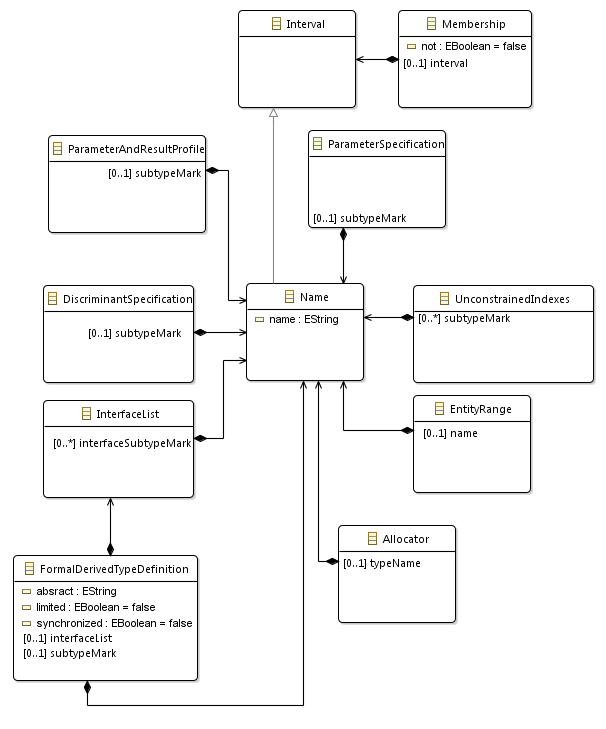 Interval
Membership
not : EBoolean = false
[0..1] interval
ParameterAndResultProfile
[0..1] subtypeMark
ParameterSpecification
[0..1] subtypeMark
DiscriminantSpecification
[0..1] subtypeMark
Name
name : EString
UnconstrainedIndexes
[0..*] subtypeMark
InterfaceList
[0..*] interfaceSubtypeMark
EntityRange
[0..1] name
Allocator
[0..1] typeName
FormalDerivedTypeDefinition
absract : EString
limited : EBoolean = false
synchronized : EBoolean = false
[0..1] interfaceList
[0..1] subtypeMark